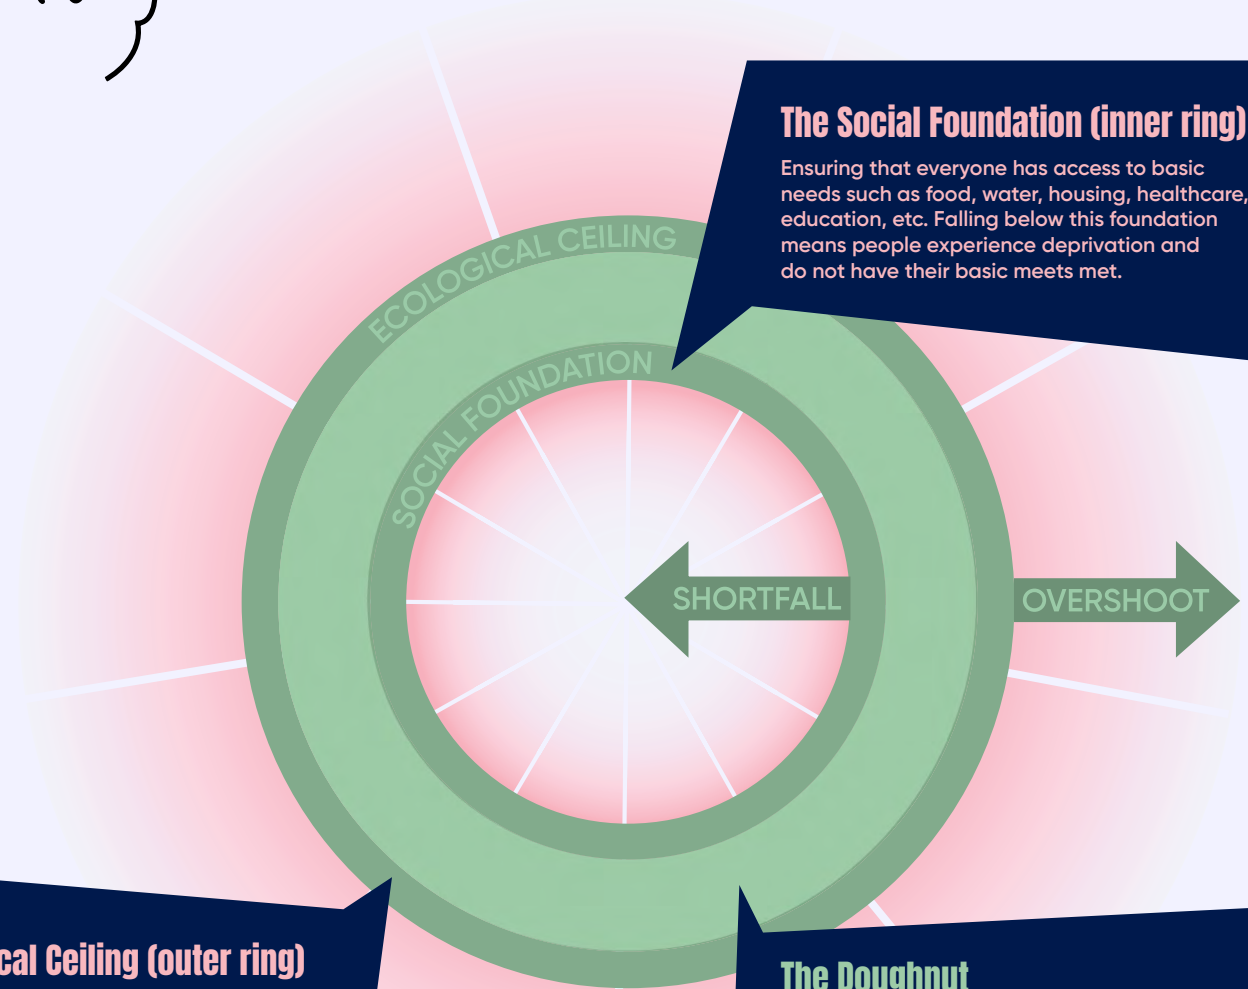 The Social Foundation (inner ring)
Ensuring that everyone has access to basic
needs such as food, water, housing, healthcare,
education, etc. Falling below this foundation
means people experience deprivation and
do not have their basic meets met.
ECOLOGICAL CEILING
SOCIAL FOUNDATION
SHORTFALL
OVERSHOOT
cal Ceiling (outer ring)
The Doughnut